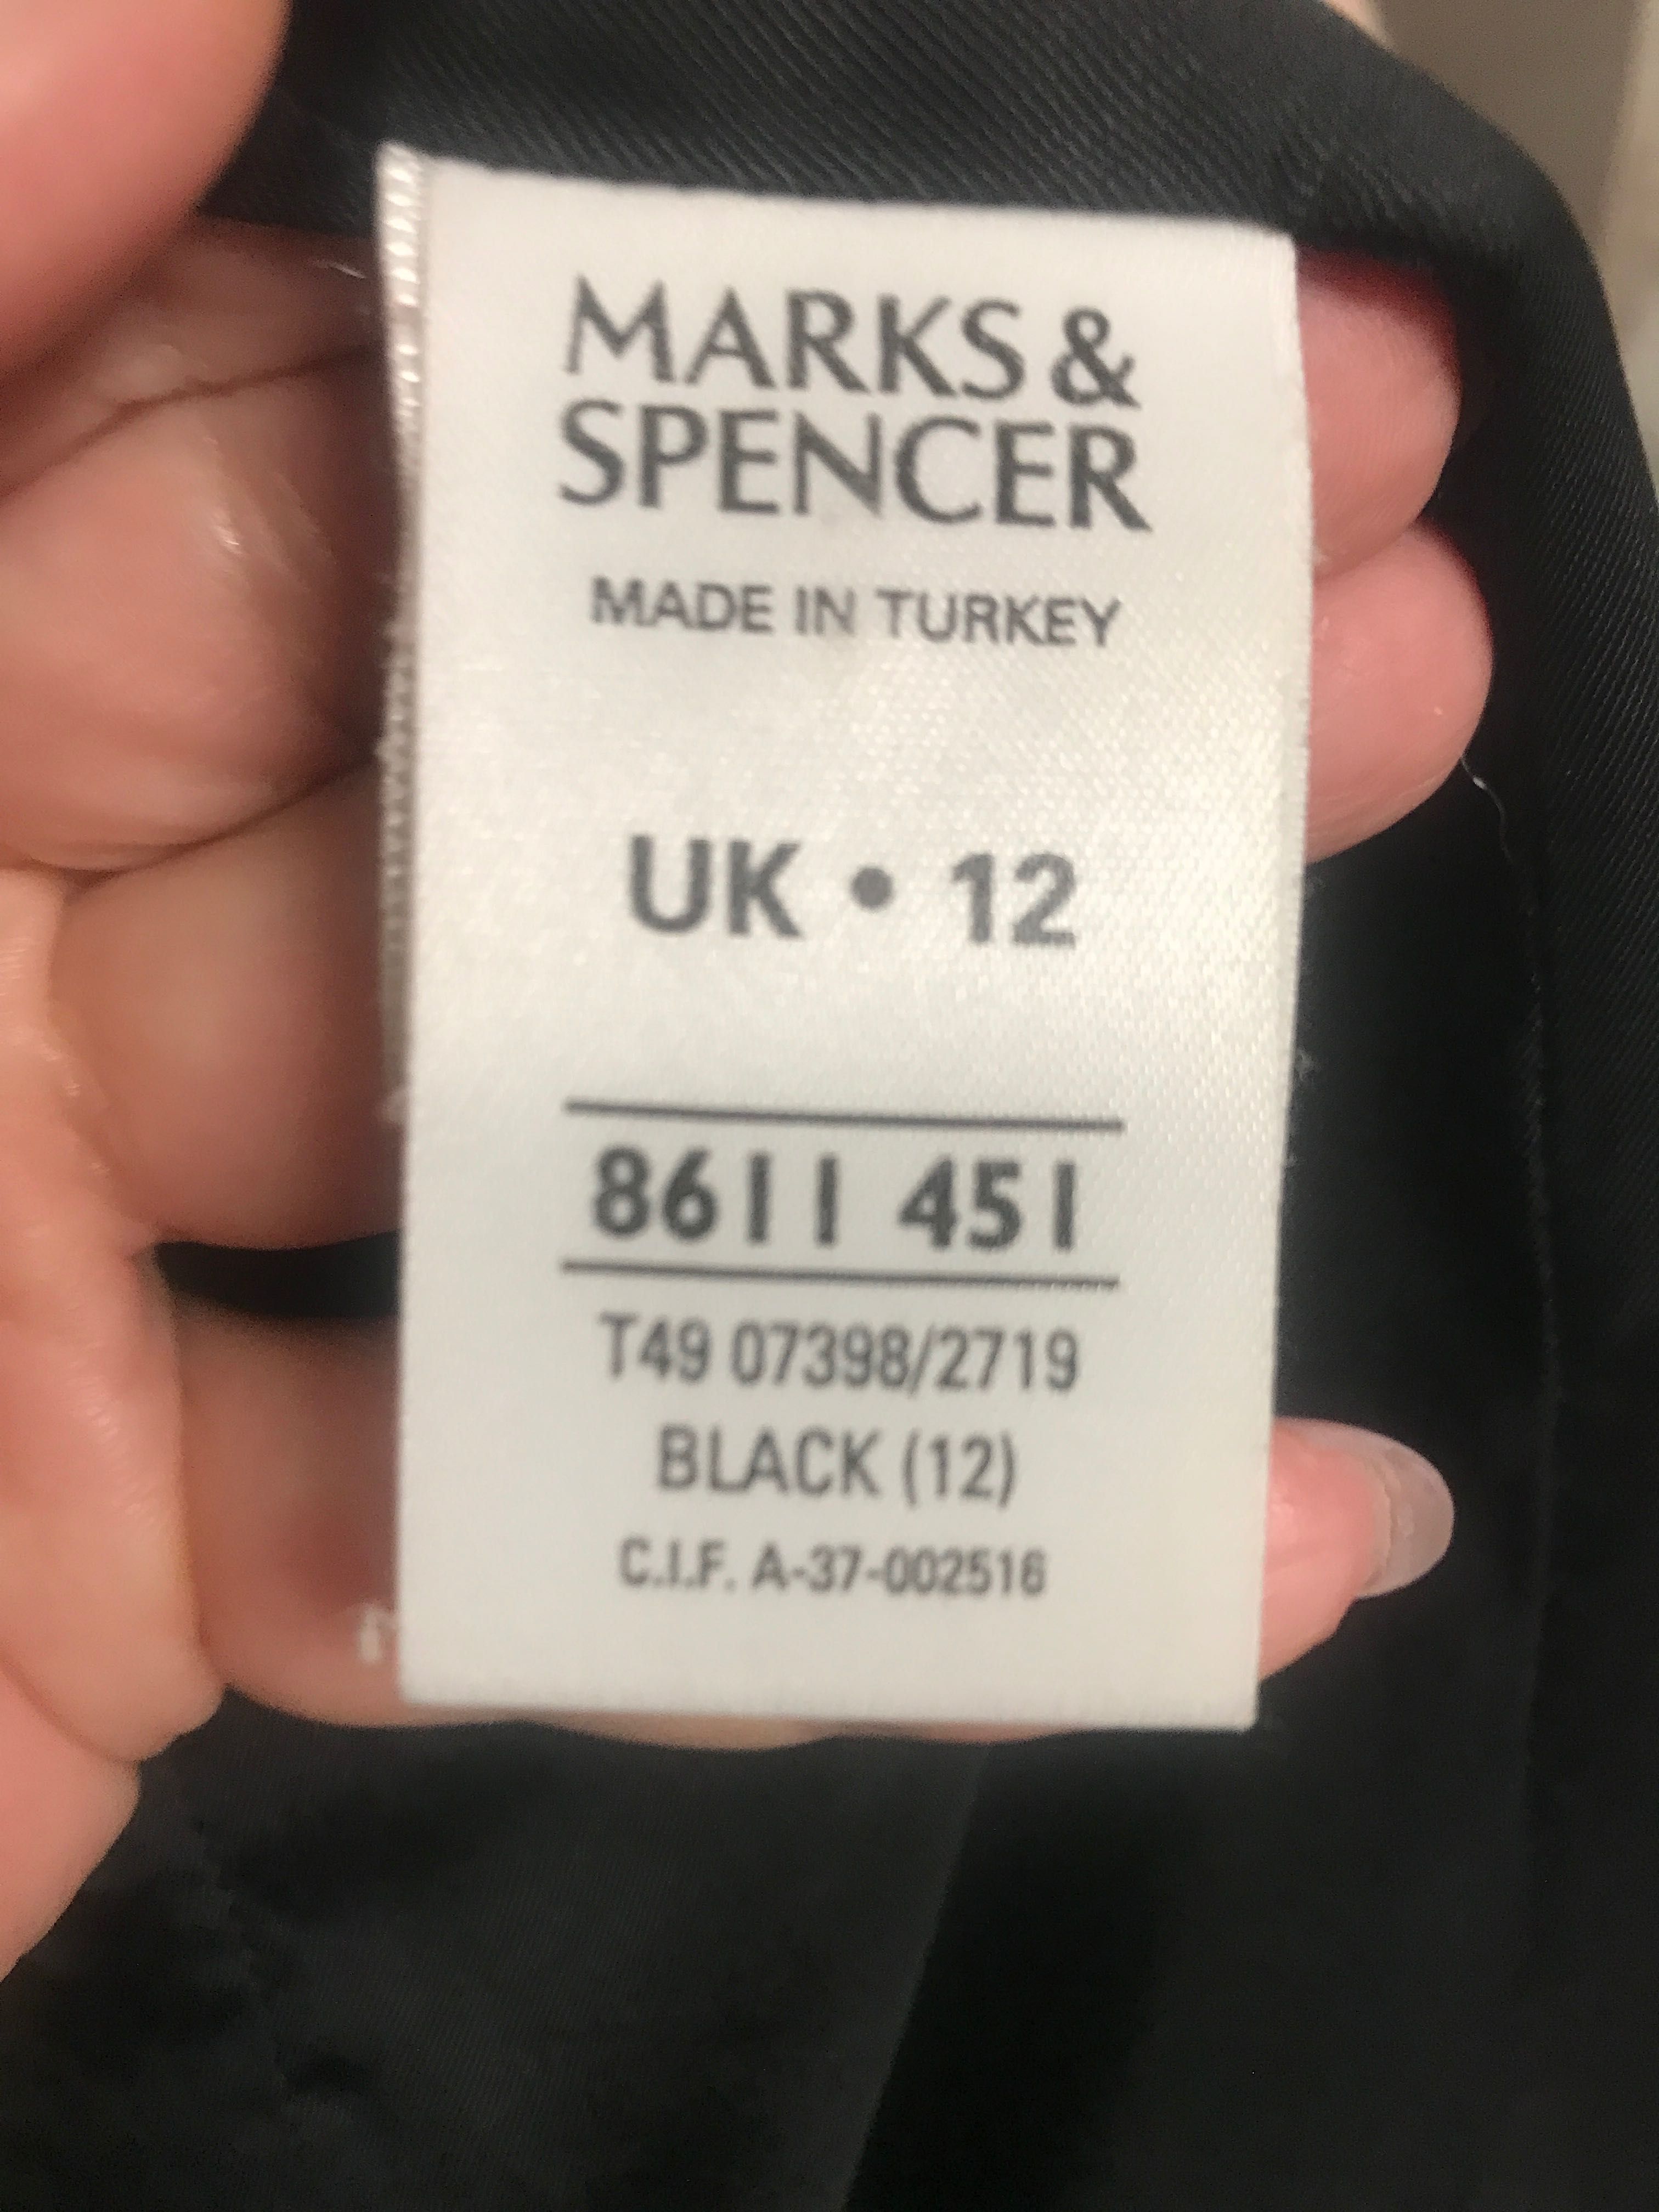 MARKS &
SPENCER
MADE IN TURKEY
UK • 12
8611 451
T49 07398/2719
BLACK (12)
C.I.F. A-37-002516